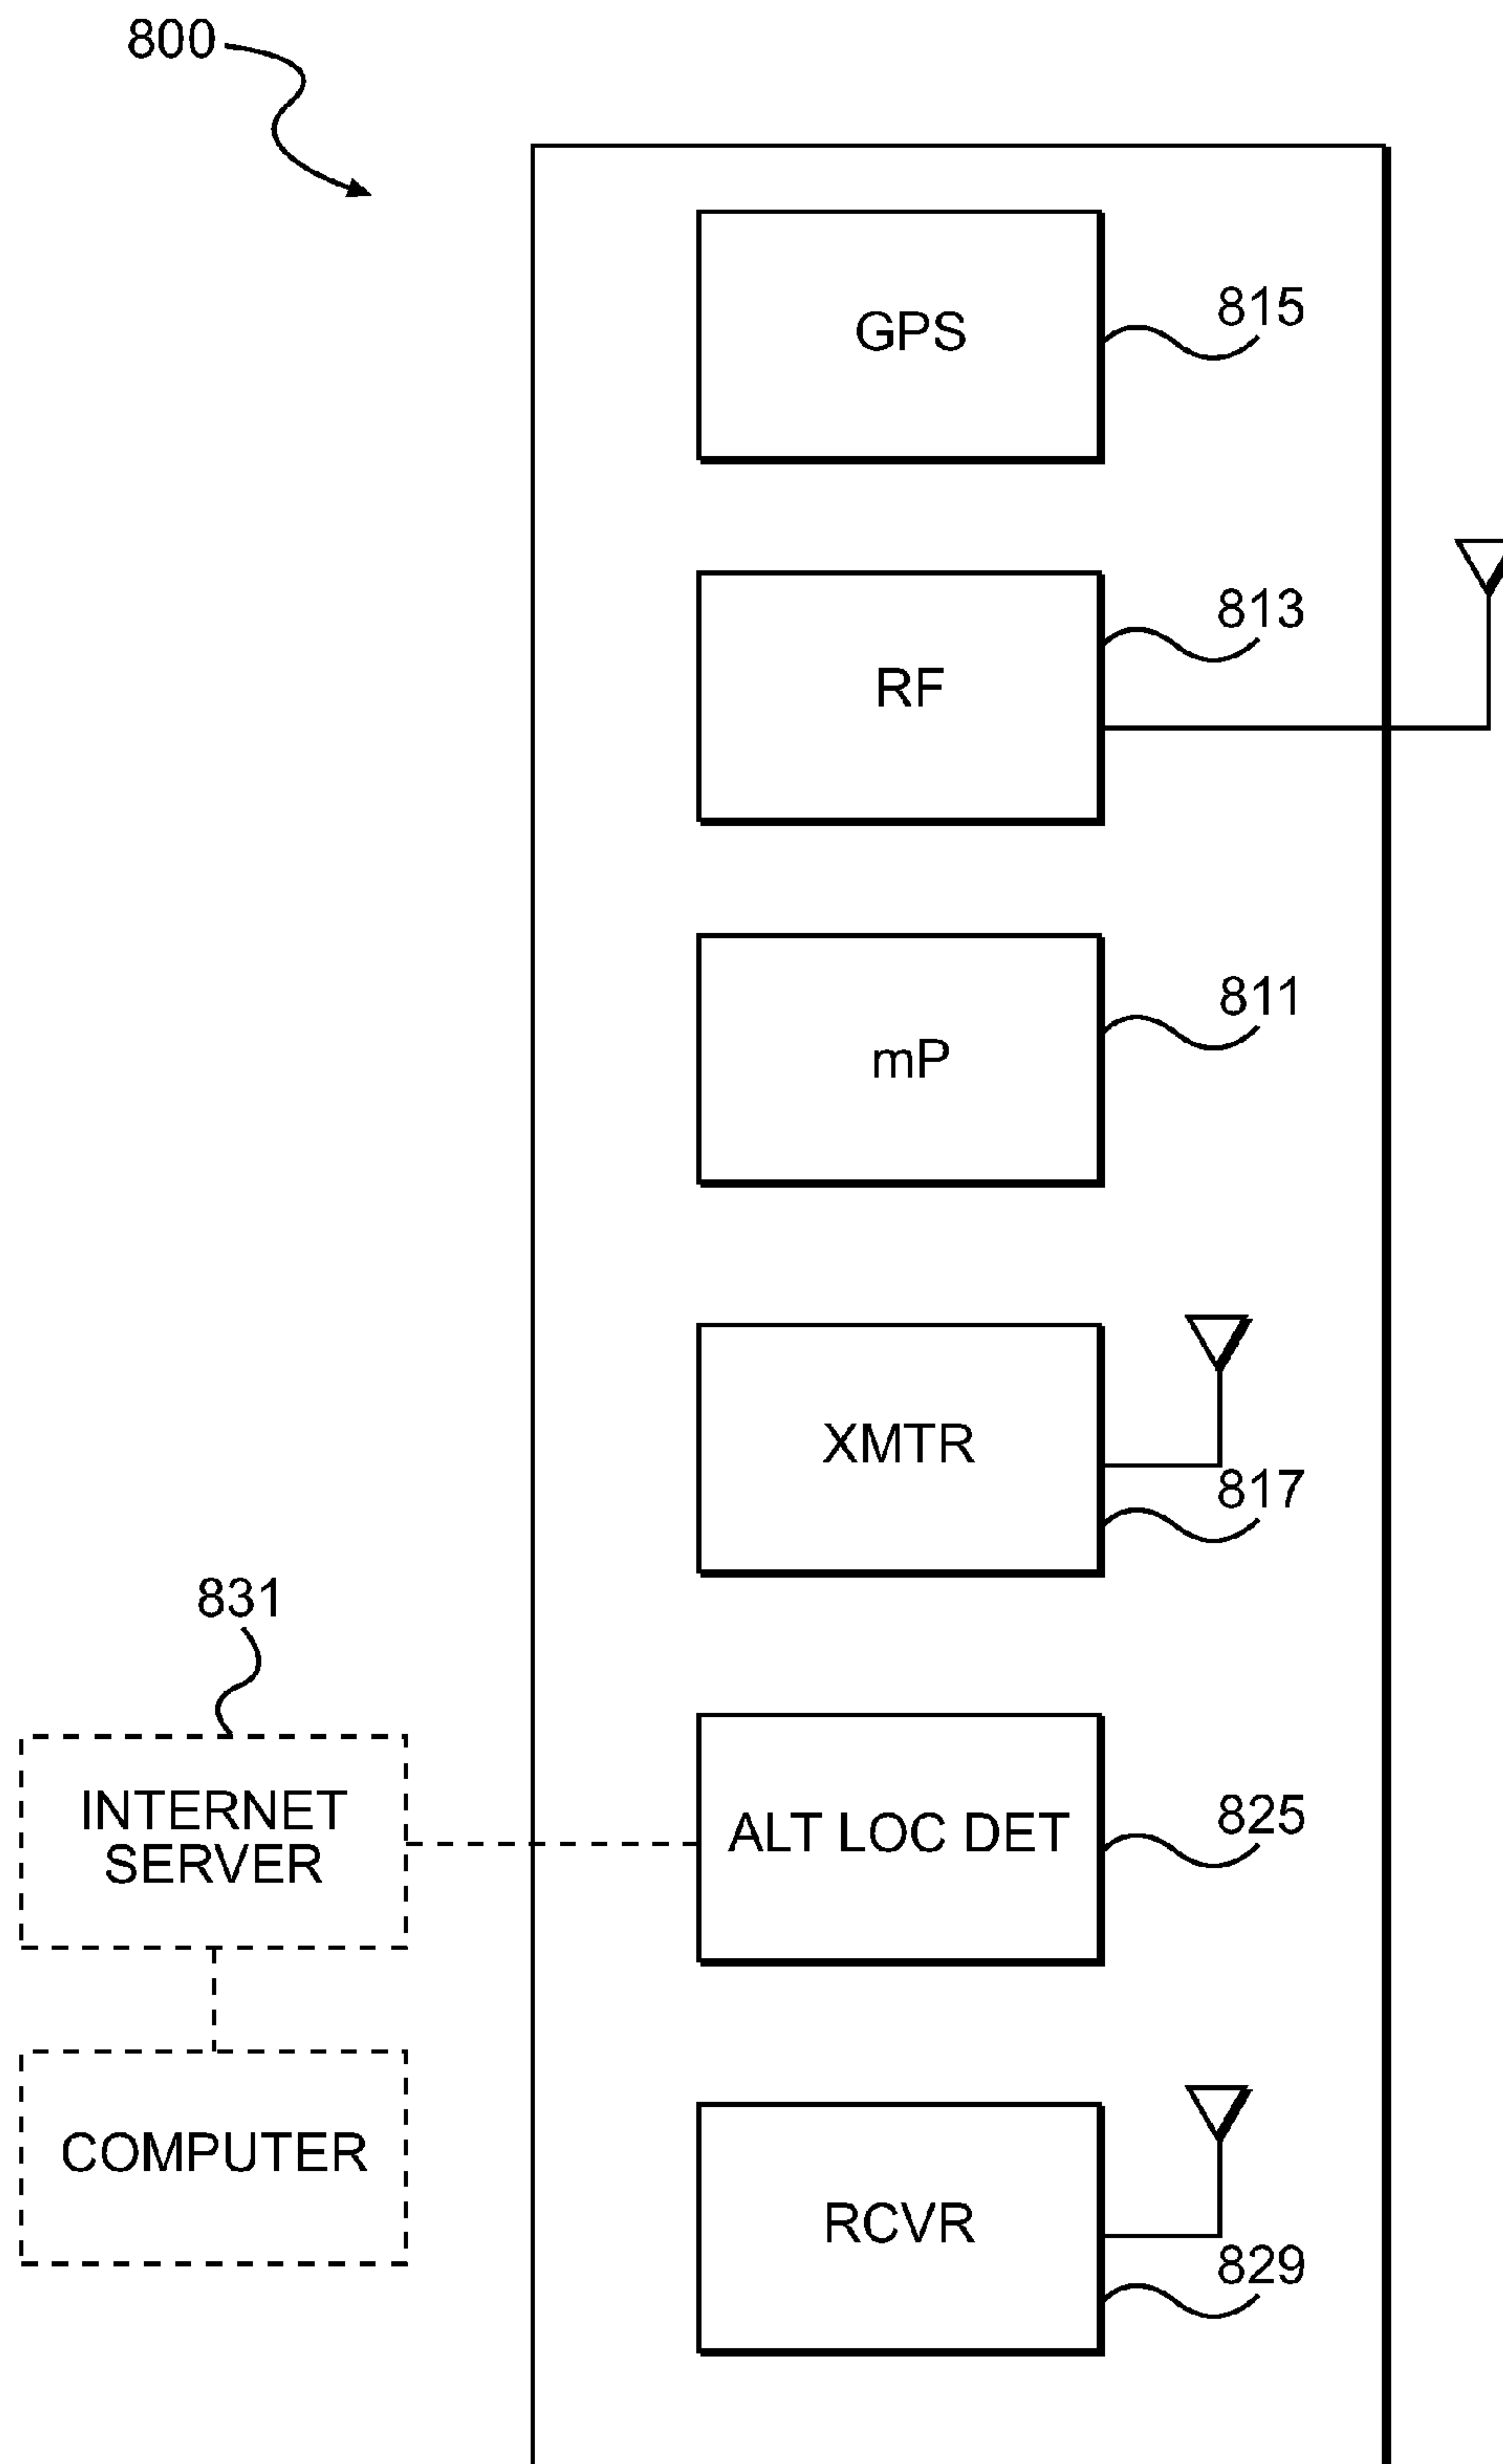 800
GPS
815
RF
813
mP
811
XMTR
817
831
INTERNET
SERVER
ALT LOC DET
825
COMPUTER
RCVR
829